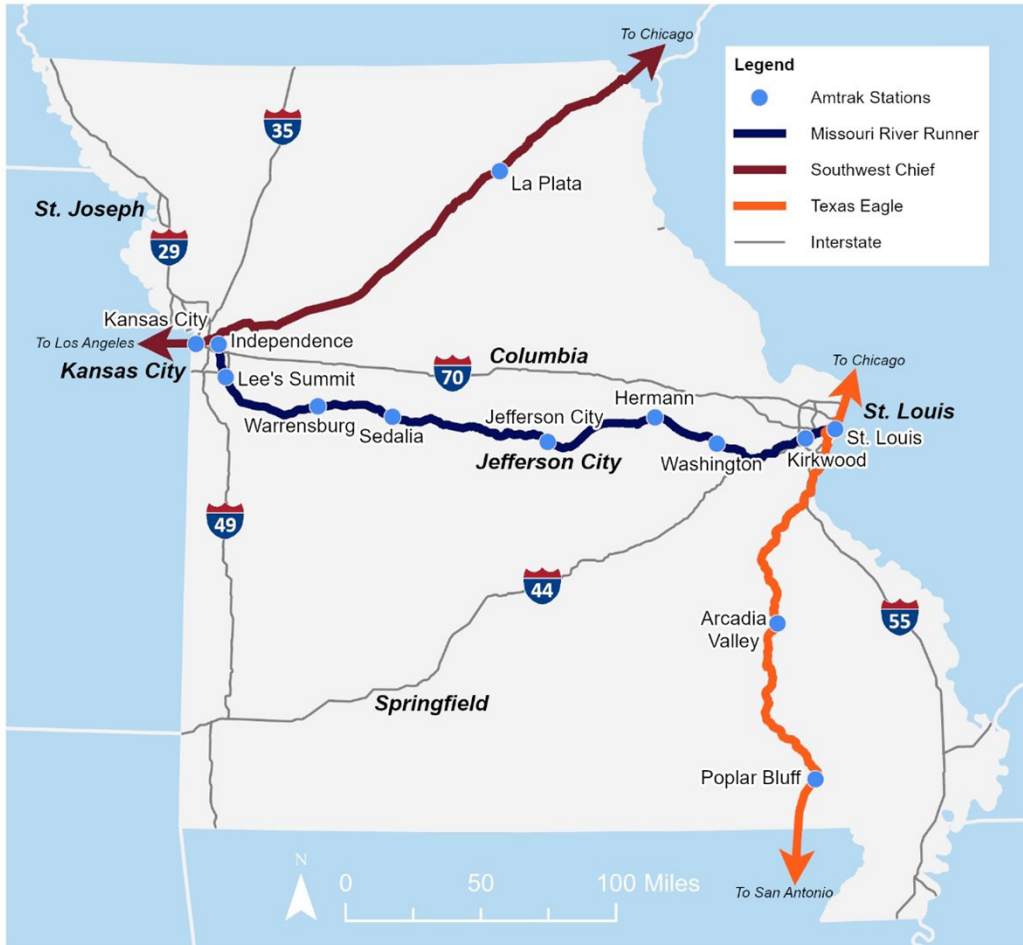 To Chicago
Legend
Amtrak Stations
Missouri River Runner
Southwest Chief
Texas Eagle
Interstate
35
La Plata
St. Joseph
29
Kansas City
To Los Angeles
Independence
Kansas City
Columbia
70
To Chicago
Lee's Summit
Hermann
St. Louis
Warrensburg
Sedalia
Jefferson City
St. Louis
Jefferson City
Washington
Kirkwood
49
44
55
Arcadia
Valley
Springfield
Poplar Bluff
N
0 50 100 Miles
To San Antonio